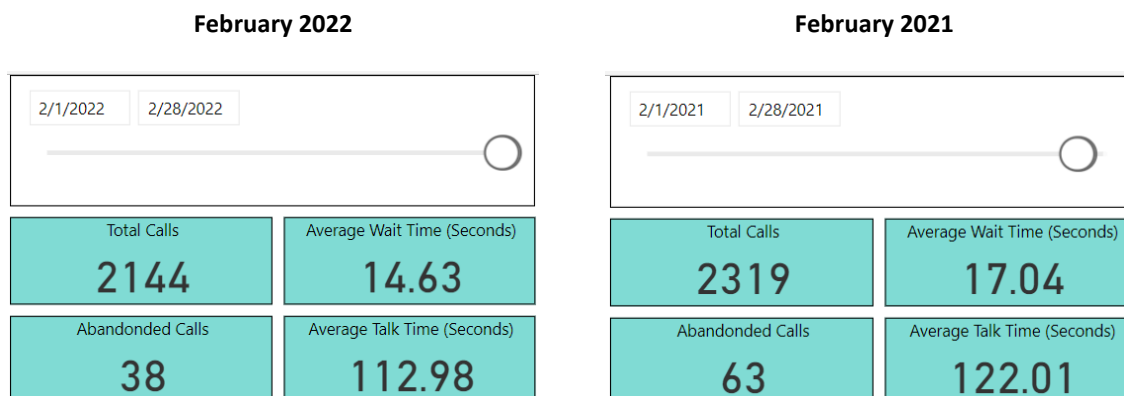 February 2022
2/1/2022 2/28/2022
Total Calls
2144
Average Wait Time (Seconds)
14.63
Abandonded Calls
38
Average Talk Time (Seconds)
112.98
February 2021
2/1/2021 2/28/2021
Total Calls
2319
Average Wait Time (Seconds)
17.04
Abandonded Calls
63
Average Talk Time (Seconds)
122.01